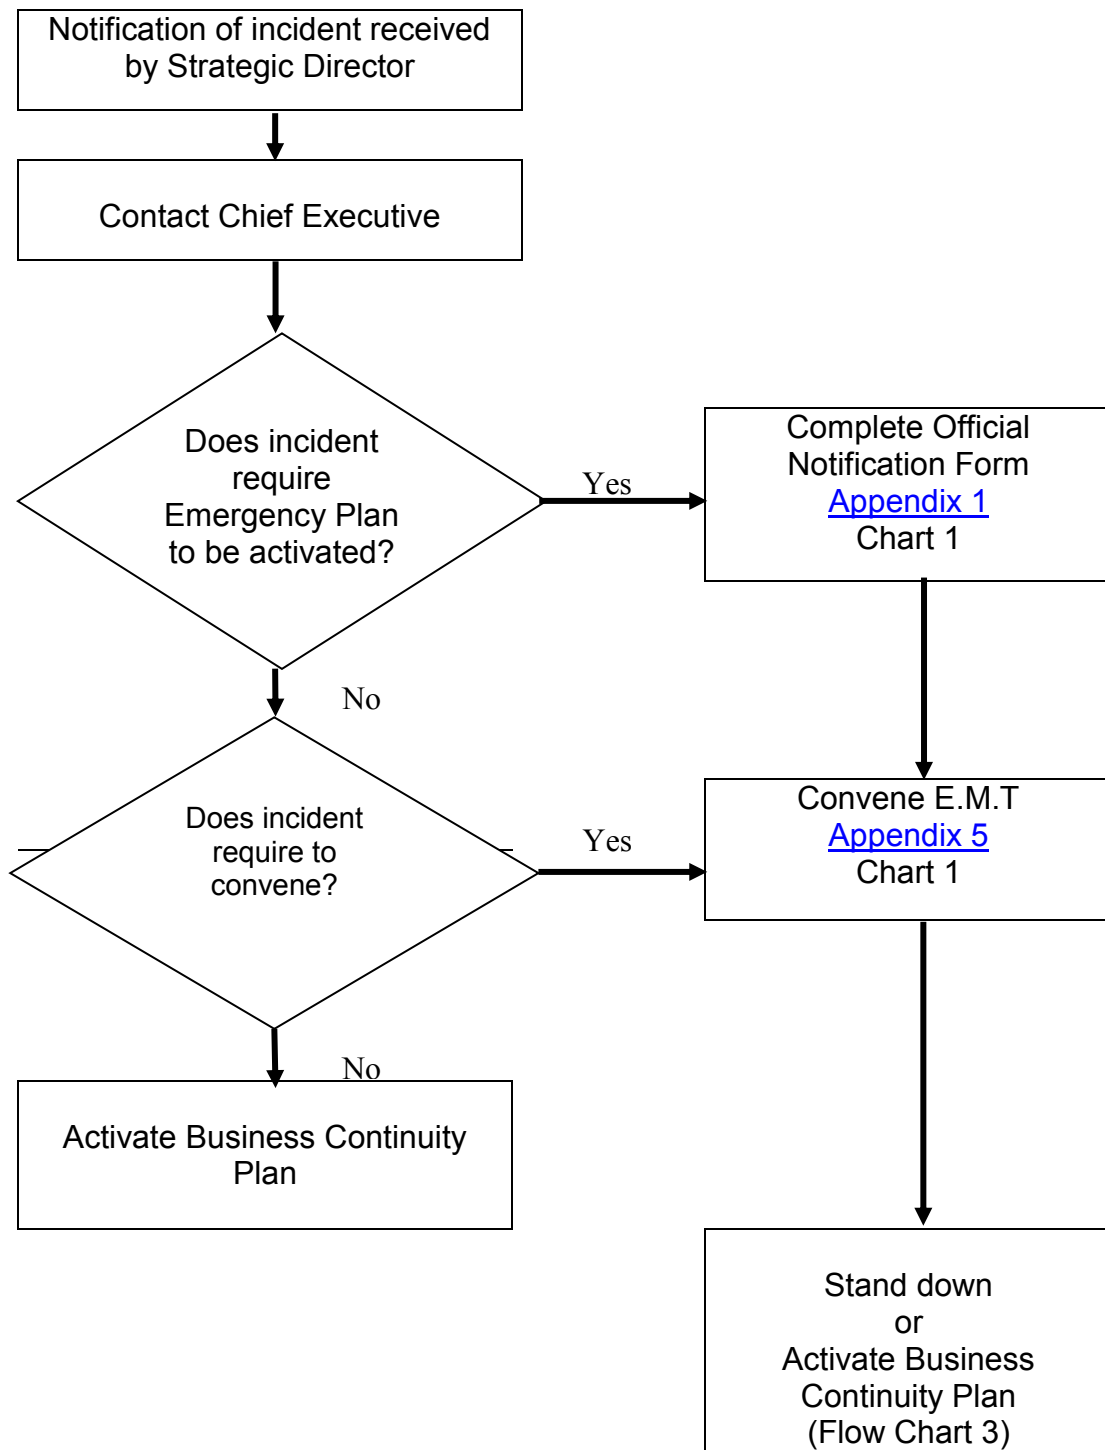 Notification of incident received
by Strategic Director
Contact Chief Executive
Does incident
require
Emergency Plan
to be activated?
Yes
Complete Official
Notification Form
Appendix 1
Chart 1
No
Does incident
require to
convene?
Yes
Convene E.M.T
Appendix 5
Chart 1
No
Activate Business Continuity
Plan
Stand down
or
Activate Business
Continuity Plan
(Flow Chart 3)